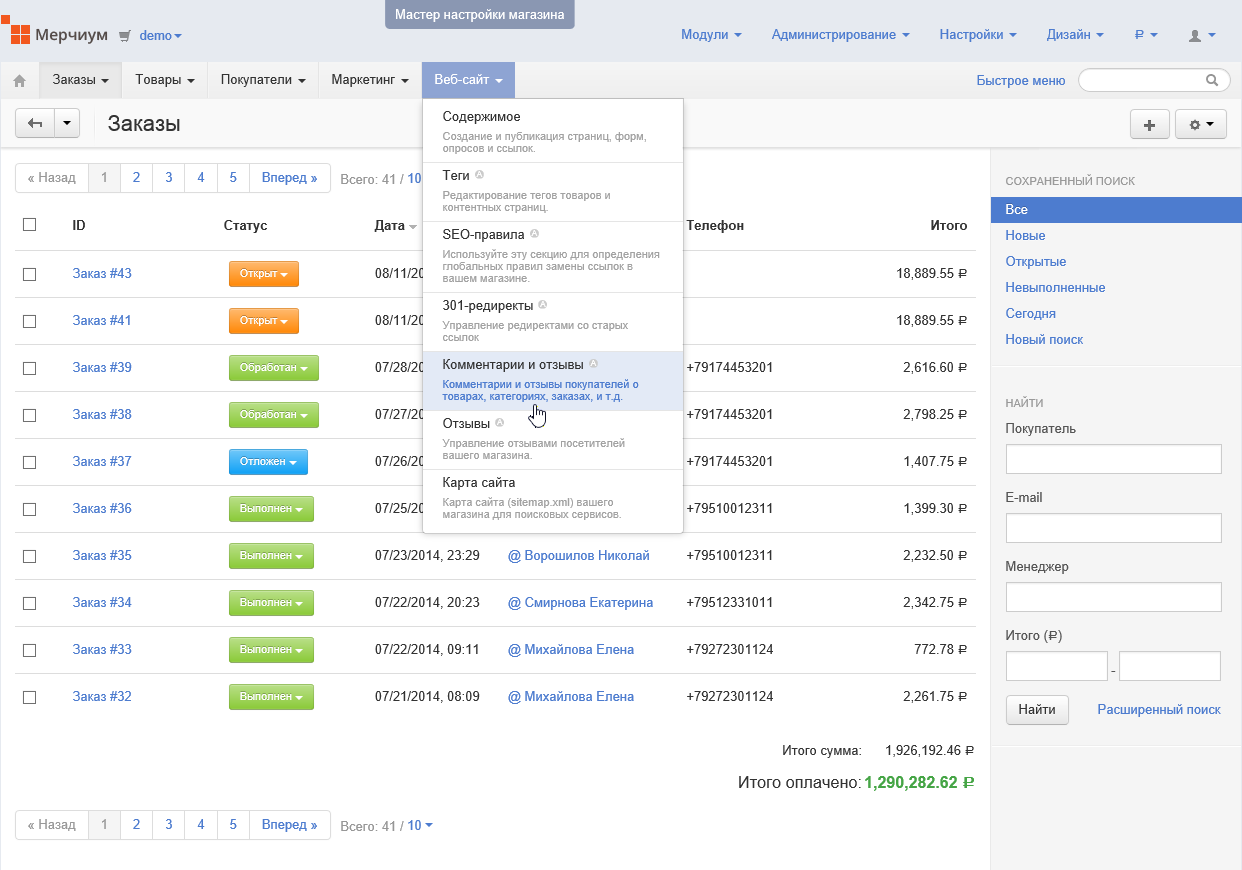 Мастер настройки магазина
Мерчиум demo Модули Администрирование Настройки Дизайн ₽
Заказы Товары Покупатели Маркетинг Веб-сайт Быстрое меню
Заказы
Содержимое
Создание и публикация страниц, форм,
опросов и ссылок.
Теги
Редактирование тегов товаров и
контентных страниц.
SEO-правила
Используйте эту секцию для определения
глобальных правил замены ссылок в
вашем магазине.
301-редиректы
Управление редиректами со старых
ссылок
Комментарии и отзывы
Комментарии и отзывы покупателей о
товарах, категориях, заказах, и т.д.
Отзывы
Управление отзывами посетителей
вашего магазина.
Карта сайта
Карта сайта (sitemap.xml) вашего
магазина для поисковых сервисов.
« Назад 1 2 3 4 5 Вперед » Всего: 41 / 10
ID Статус Дата Телефон Итого
Заказ #43 Открыт 08/11/20 18,889.55 ₽
Заказ #41 Открыт 08/11/20 18,889.55 ₽
Заказ #39 Обработан 07/28/20 +79174453201 2,616.60 ₽
Заказ #38 Обработан 07/27/20 +79174453201 2,798.25 ₽
Заказ #37 Отложен 07/26/20 +79174453201 1,407.75 ₽
Заказ #36 Выполнен 07/25/20 +79510012311 1,399.30 ₽
Заказ #35 Выполнен 07/23/2014, 23:29 @ Ворошилов Николай +79510012311 2,232.50 ₽
Заказ #34 Выполнен 07/22/2014, 20:23 @ Смирнова Екатерина +79512331011 2,342.75 ₽
Заказ #33 Выполнен 07/22/2014, 09:11 @ Михайлова Елена +79272301124 772.78 ₽
Заказ #32 Выполнен 07/21/2014, 08:09 @ Михайлова Елена +79272301124 2,261.75 ₽
Итого сумма: 1,926,192.46 ₽
Итого оплачено: 1,290,282.62 ₽
« Назад 1 2 3 4 5 Вперед » Всего: 41 / 10
СОХРАНЕННЫЙ ПОИСК
Все
Новые
Открытые
Невыполненные
Сегодня
Новый поиск
НАЙТИ
Покупатель
E-mail
Менеджер
Итого (₽)
-
Найти Расширенный поиск